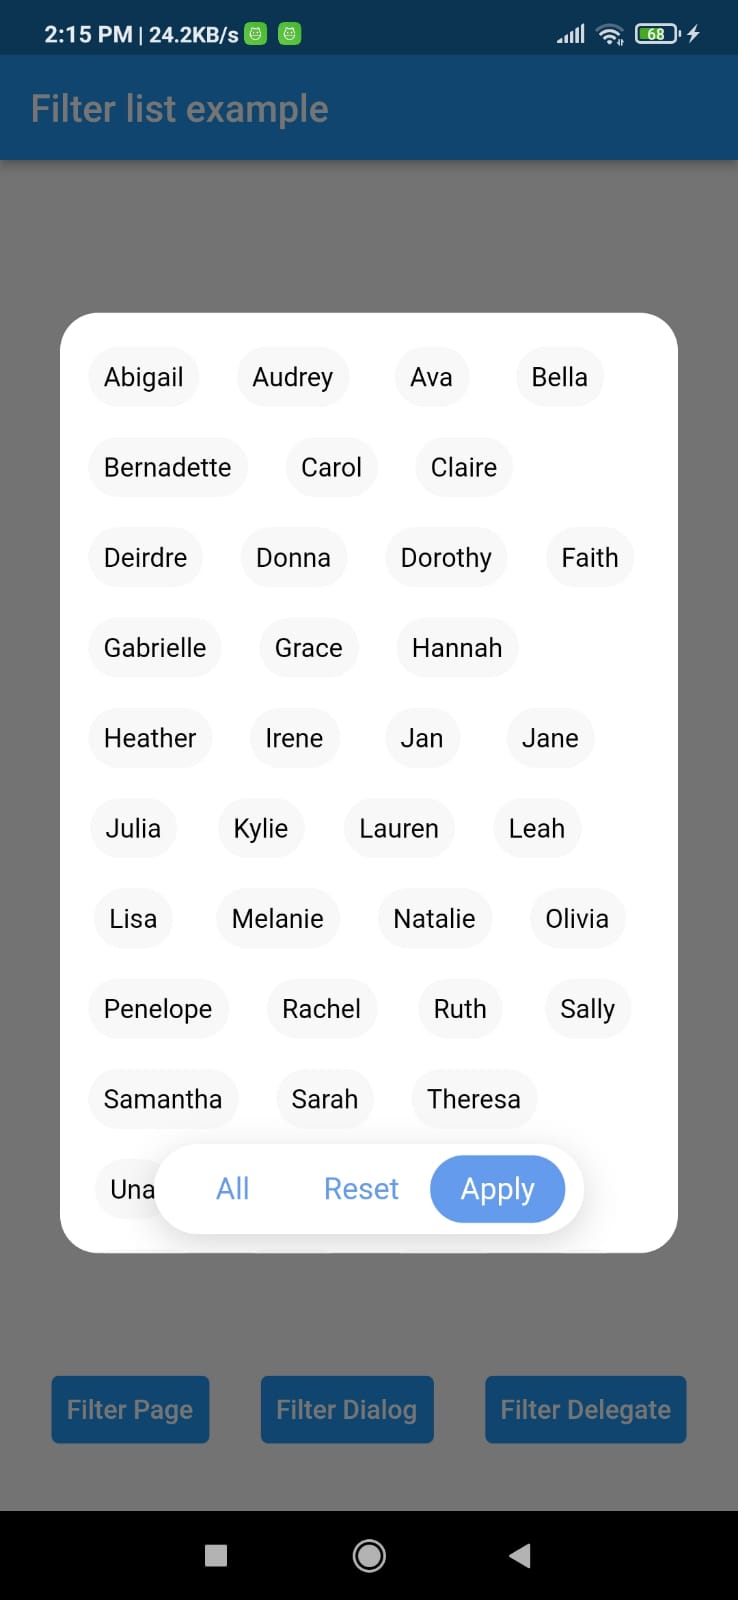 2:15 PM | 24.2KB/s 68
Filter list example
Abigail Audrey Ava Bella
Bernadette Carol Claire
Deirdre Donna Dorothy Faith
Gabrielle Grace Hannah
Heather Irene Jan Jane
Julia Kylie Lauren Leah
Lisa Melanie Natalie Olivia
Penelope Rachel Ruth Sally
Samantha Sarah Theresa
Una All Reset Apply
Filter Page Filter Dialog Filter Delegate